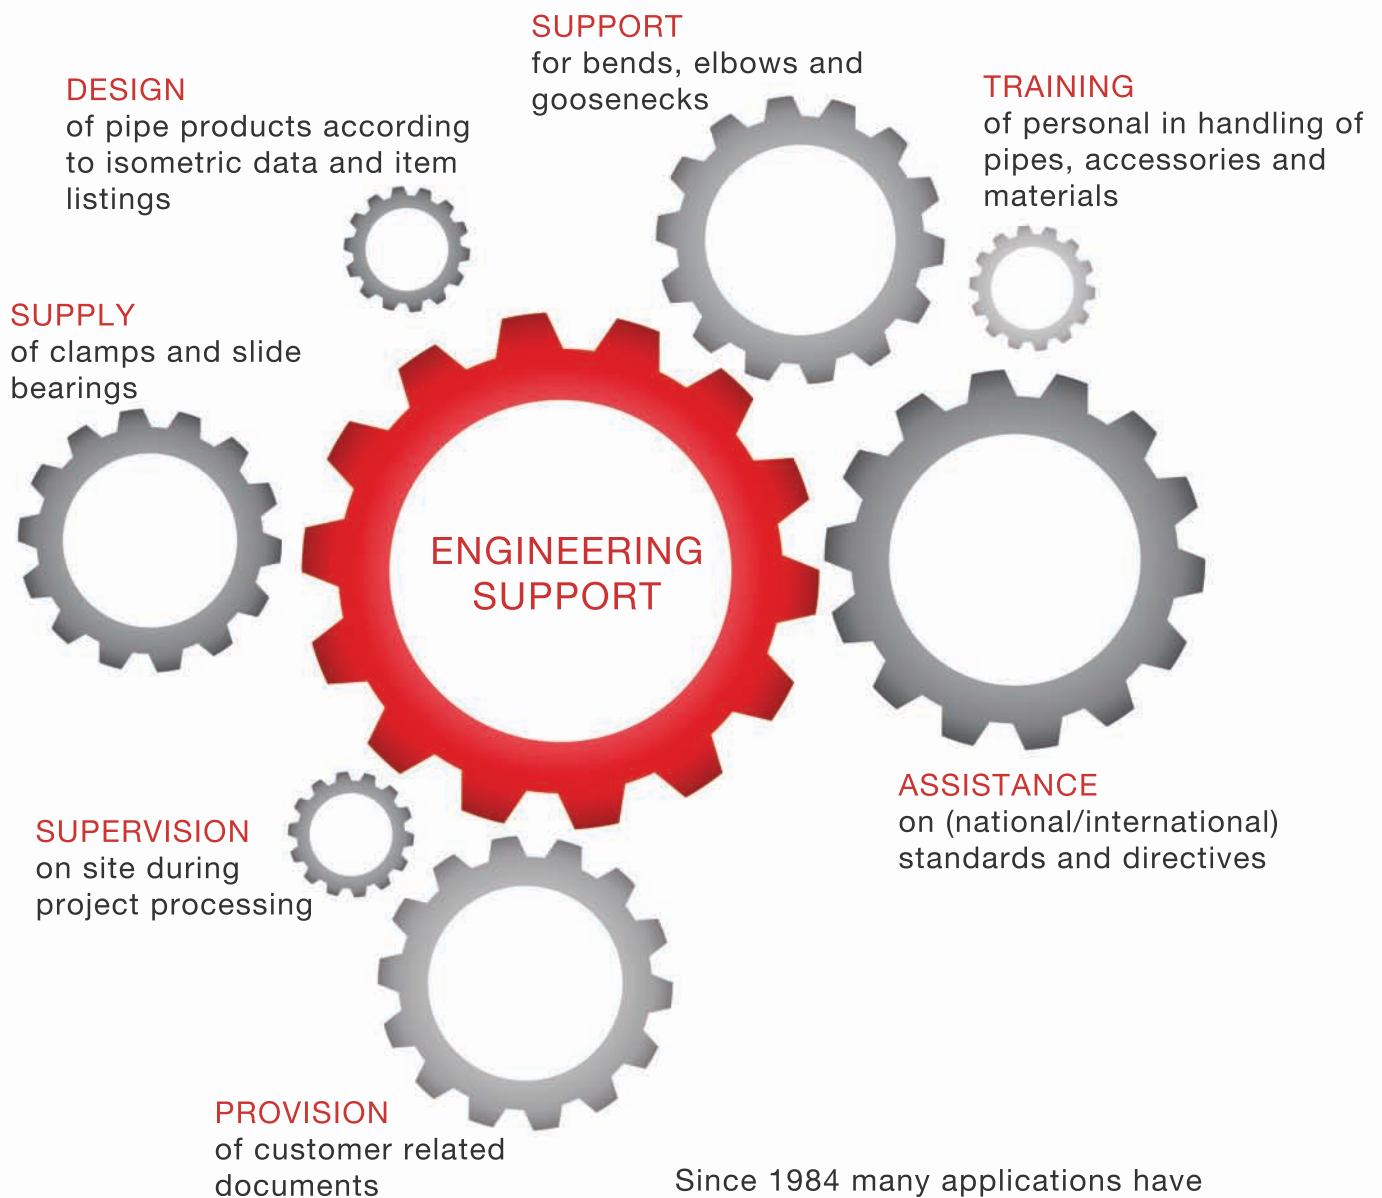 SUPPORT
for bends, elbows and
goosenecks
DESIGN
of pipe products according
to isometric data and item
listings
TRAINING
of personal in handling of
pipes, accessories and
materials
SUPPLY
of clamps and slide
bearings
ENGINEERING
SUPPORT
ASSISTANCE
on (national/international)
standards and directives
SUPERVISION
on site during
project processing
PROVISION
of customer related
documents
Since 1984 many applications have